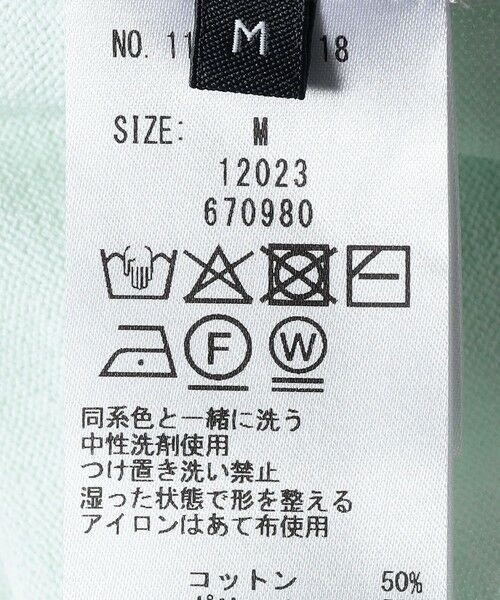 M
NO. 11 18
SIZE: M
12023
670980
F W
同系色と一緒に洗う
中性洗剤使用
つけ置き洗い禁止
湿った状態で形を整える
アイロンはあて布使用
コットン 50%